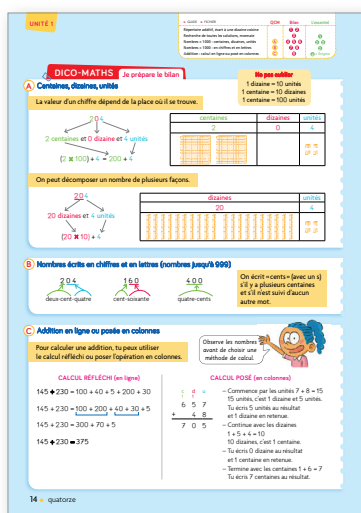 UNITÉ 1
QCM
Bilan
DICO-MATHS
Je prépare le bilan
Ne pas oublier
1 dizaine = 10 unités
1 centaine = 10 dizaines
1 centaine = 100 unités
A Centaines, dizaines, unités
La valeur d'un chiffre dépend de la place où il se trouve.
204
2 centaines et 0 dizaine et 4 unités
(2 × 100) + 4 = 200 + 4
centaines dizaines unités
2 0 4
On peut décomposer un nombre de plusieurs façons.
204
20 dizaines et 4 unités
(20 × 10) + 4
dizaines unités
20 4
B Nombres écrits en chiffres et en lettres (nombres jusqu'à 999)
204 160 400
deux-cent-quatre cent-soixante quatre-cents
On écrit « cents » (avec un s)
s'il y a plusieurs centaines
et s'il n'est suivi d'aucun
autre mot.
C Addition en ligne ou posée en colonnes
Pour calculer une addition, tu peux utiliser
le calcul réfléchi ou poser l'opération en colonnes.
Observe les nombres
avant de choisir une
méthode de calcul.
CALCUL RÉFLÉCHI (en ligne)
145 + 230 = 100 + 40 + 5 + 200 + 30
145 + 230 = 100 + 200 + 40 + 30 + 5
145 + 230 = 300 + 70 + 5
145 + 230 = 375
CALCUL POSÉ (en colonnes)
c d u
1 1
6 5 7
+ 4 8
7 0 5
– Commence par les unités 7 + 8 = 15
15 unités, c'est 1 dizaine et 5 unités.
Tu écris 5 unités au résultat
et 1 dizaine en retenue.
– Continue avec les dizaines
1 + 5 + 4 = 10
10 dizaines, c'est 1 centaine.
Tu écris 0 dizaine au résultat
et 1 centaine en retenue.
– Termine avec les centaines 1 + 6 = 7
Tu écris 7 centaines au résultat.
14 quatorze